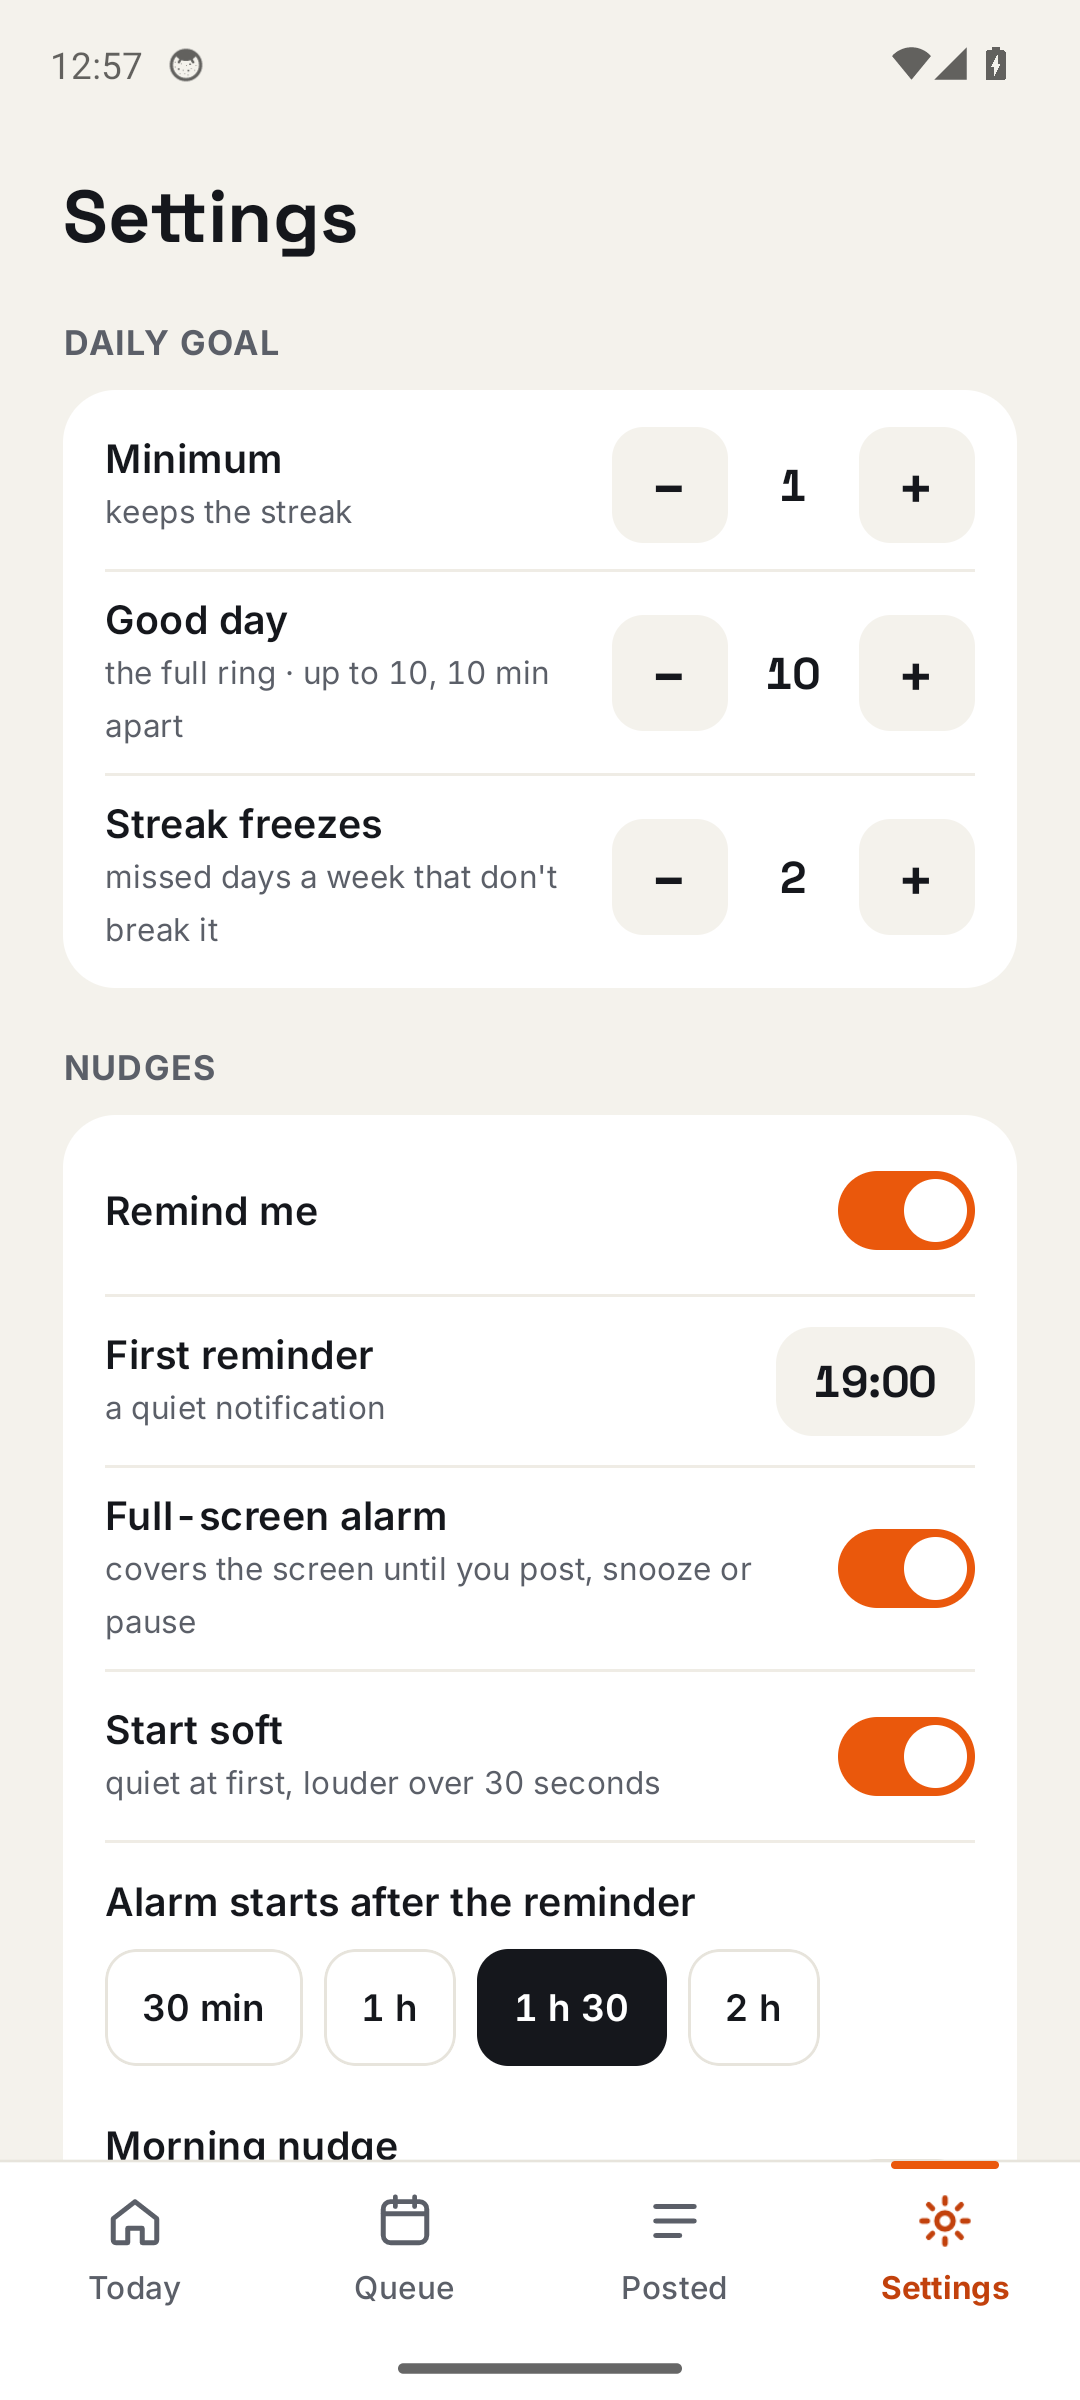 12:57
Settings
DAILY GOAL
Minimum
keeps the streak
− 1 +
Good day
the full ring · up to 10, 10 min
apart
− 10 +
Streak freezes
missed days a week that don't
break it
− 2 +
NUDGES
Remind me
First reminder
a quiet notification
19:00
Full-screen alarm
covers the screen until you post, snooze or
pause
Start soft
quiet at first, louder over 30 seconds
Alarm starts after the reminder
30 min 1 h 1 h 30 2 h
Morning nudge
Today Queue Posted Settings